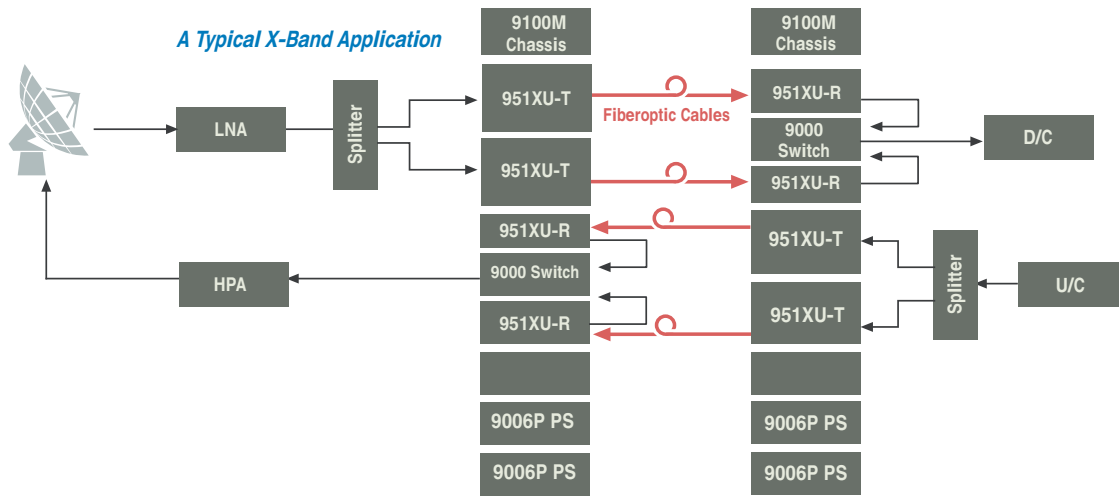 A Typical X-Band Application
9100M
Chassis
9100M
Chassis
LNA
Splitter
951XU-T
951XU-T
Fiberoptic Cables
951XU-R
9000
Switch
951XU-R
D/C
HPA
951XU-R
9000 Switch
951XU-R
951XU-T
951XU-T
Splitter
U/C
9006P PS
9006P PS
9006P PS
9006P PS